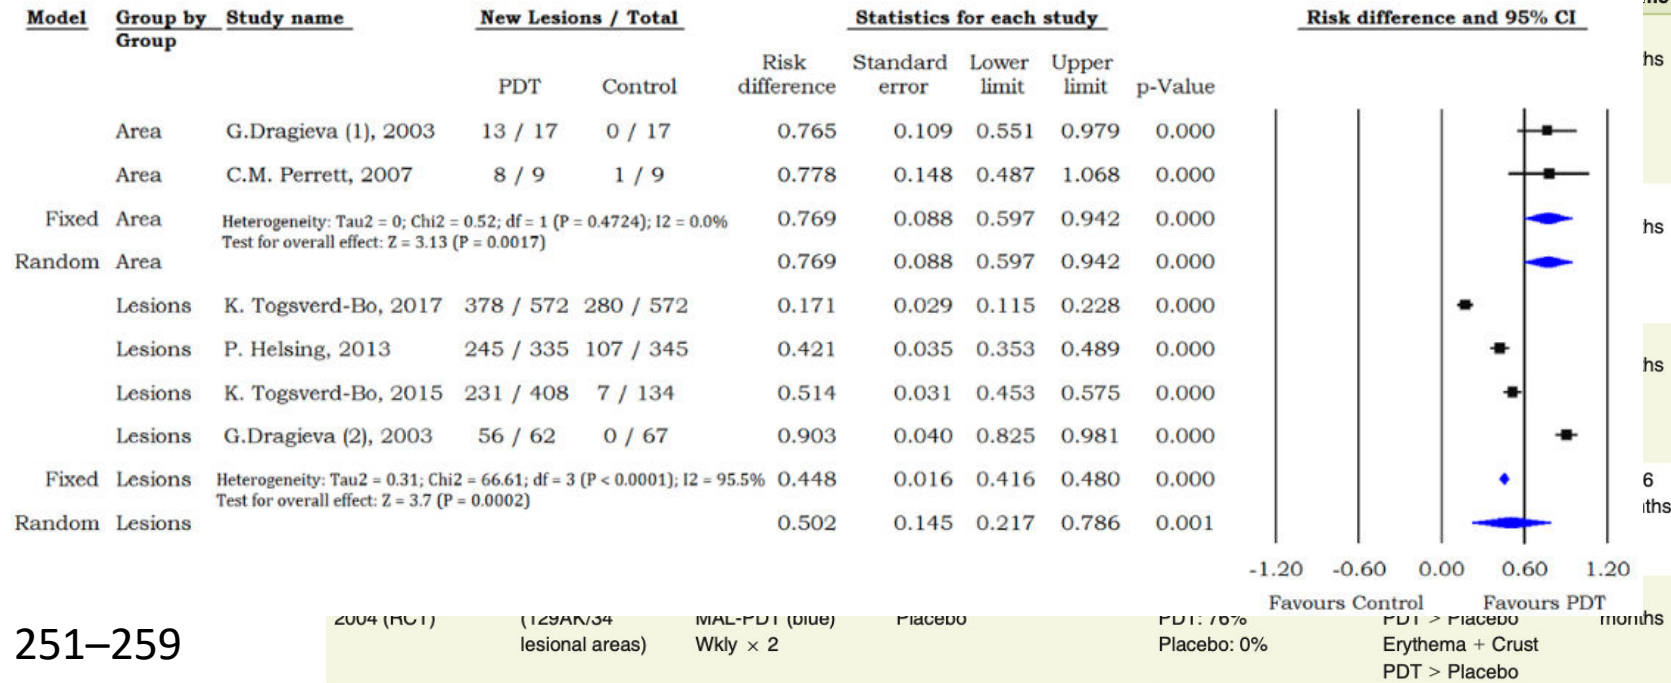 Model Group by Group Study name New Lesions / Total Statistics for each study Risk difference and 95% CI
PDT Control Risk difference Standard error Lower limit Upper limit p-Value
Area G.Dragieva (1), 2003 13 / 17 0 / 17 0.765 0.109 0.551 0.979 0.000
Area C.M. Perrett, 2007 8 / 9 1 / 9 0.778 0.148 0.487 1.068 0.000
Fixed Area Heterogeneity: Tau2 = 0; Chi2 = 0.52; df = 1 (P = 0.4724); I2 = 0.0% 0.769 0.088 0.597 0.942 0.000
Test for overall effect: Z = 3.13 (P = 0.0017)
Random Area 0.769 0.088 0.597 0.942 0.000
Lesions K. Togsverd-Bo, 2017 378 / 572 280 / 572 0.171 0.029 0.115 0.228 0.000
Lesions P. Helsing, 2013 245 / 335 107 / 345 0.421 0.035 0.353 0.489 0.000
Lesions K. Togsverd-Bo, 2015 231 / 408 7 / 134 0.514 0.031 0.453 0.575 0.000
Lesions G.Dragieva (2), 2003 56 / 62 0 / 67 0.903 0.040 0.825 0.981 0.000
Fixed Lesions Heterogeneity: Tau2 = 0.31; Chi2 = 66.61; df = 3 (P < 0.0001); I2 = 95.5% 0.448 0.016 0.416 0.480 0.000
Test for overall effect: Z = 3.7 (P = 0.0002)
Random Lesions 0.502 0.145 0.217 0.786 0.001
-1.20 -0.60 0.00 0.60 1.20
Favours Control Favours PDT
2004 (RCT) (129AK/34 MAL-PDT (blue) Placebo PDT: 76% PDT > Placebo months
251–259 lesional areas) Wkly × 2 Placebo: 0% Erythema + Crust
PDT > Placebo